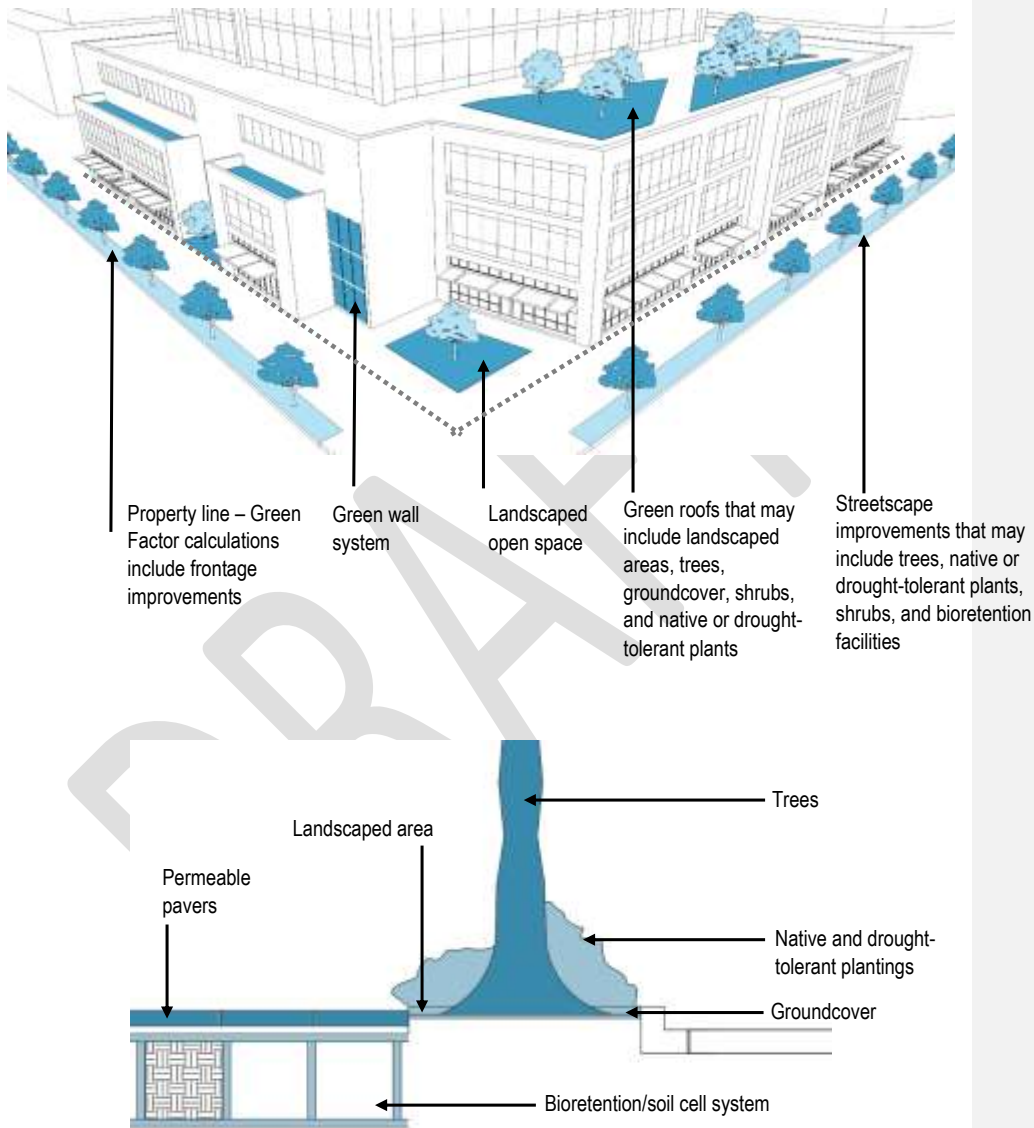 Property line – Green
Factor calculations
include frontage
improvements
Green wall
system
Landscaped
open space
Green roofs that may
include landscaped
areas, trees,
groundcover, shrubs,
and native or drought-
tolerant plants
Streetscape
improvements that may
include trees, native or
drought-tolerant plants,
shrubs, and bioretention
facilities
DRAFT
Trees
Landscaped area
Permeable
pavers
Native and drought-
tolerant plantings
Groundcover
Bioretention/soil cell system